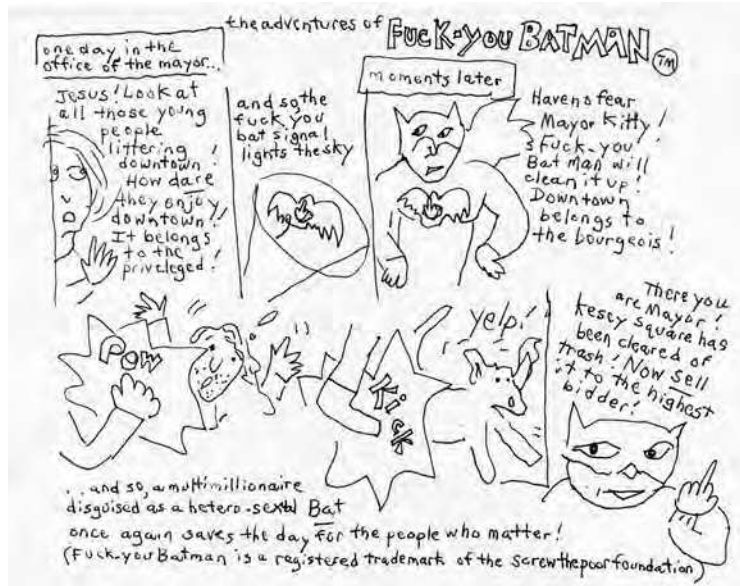 the adventures of FUCK-YOU BATMAN TM
one day in the
office of the mayor...
Jesus! Look at
all those young
people
littering
downtown!
How dare
they enjoy
downtown!!
It belongs
to the
priveleged!
and so the
fuck you
bat signal
lights the sky
moments later
Haveno fear
Mayor Kitty!
Fuck-you
Bat Man will
clean it up!
Downtown
belongs to
the bourgeois!
Pow
Kick
yelp!
There you
are Mayor!
Kesey Square has
been cleared of
trash! Now sell
it to the highest
bidder!
...and so, a multimillionaire
disguised as a hetero-sexual Bat
once again saves the day for the people who matter!
(Fuck-you Batman is a registered trademark of the screwthepoorfoundation)